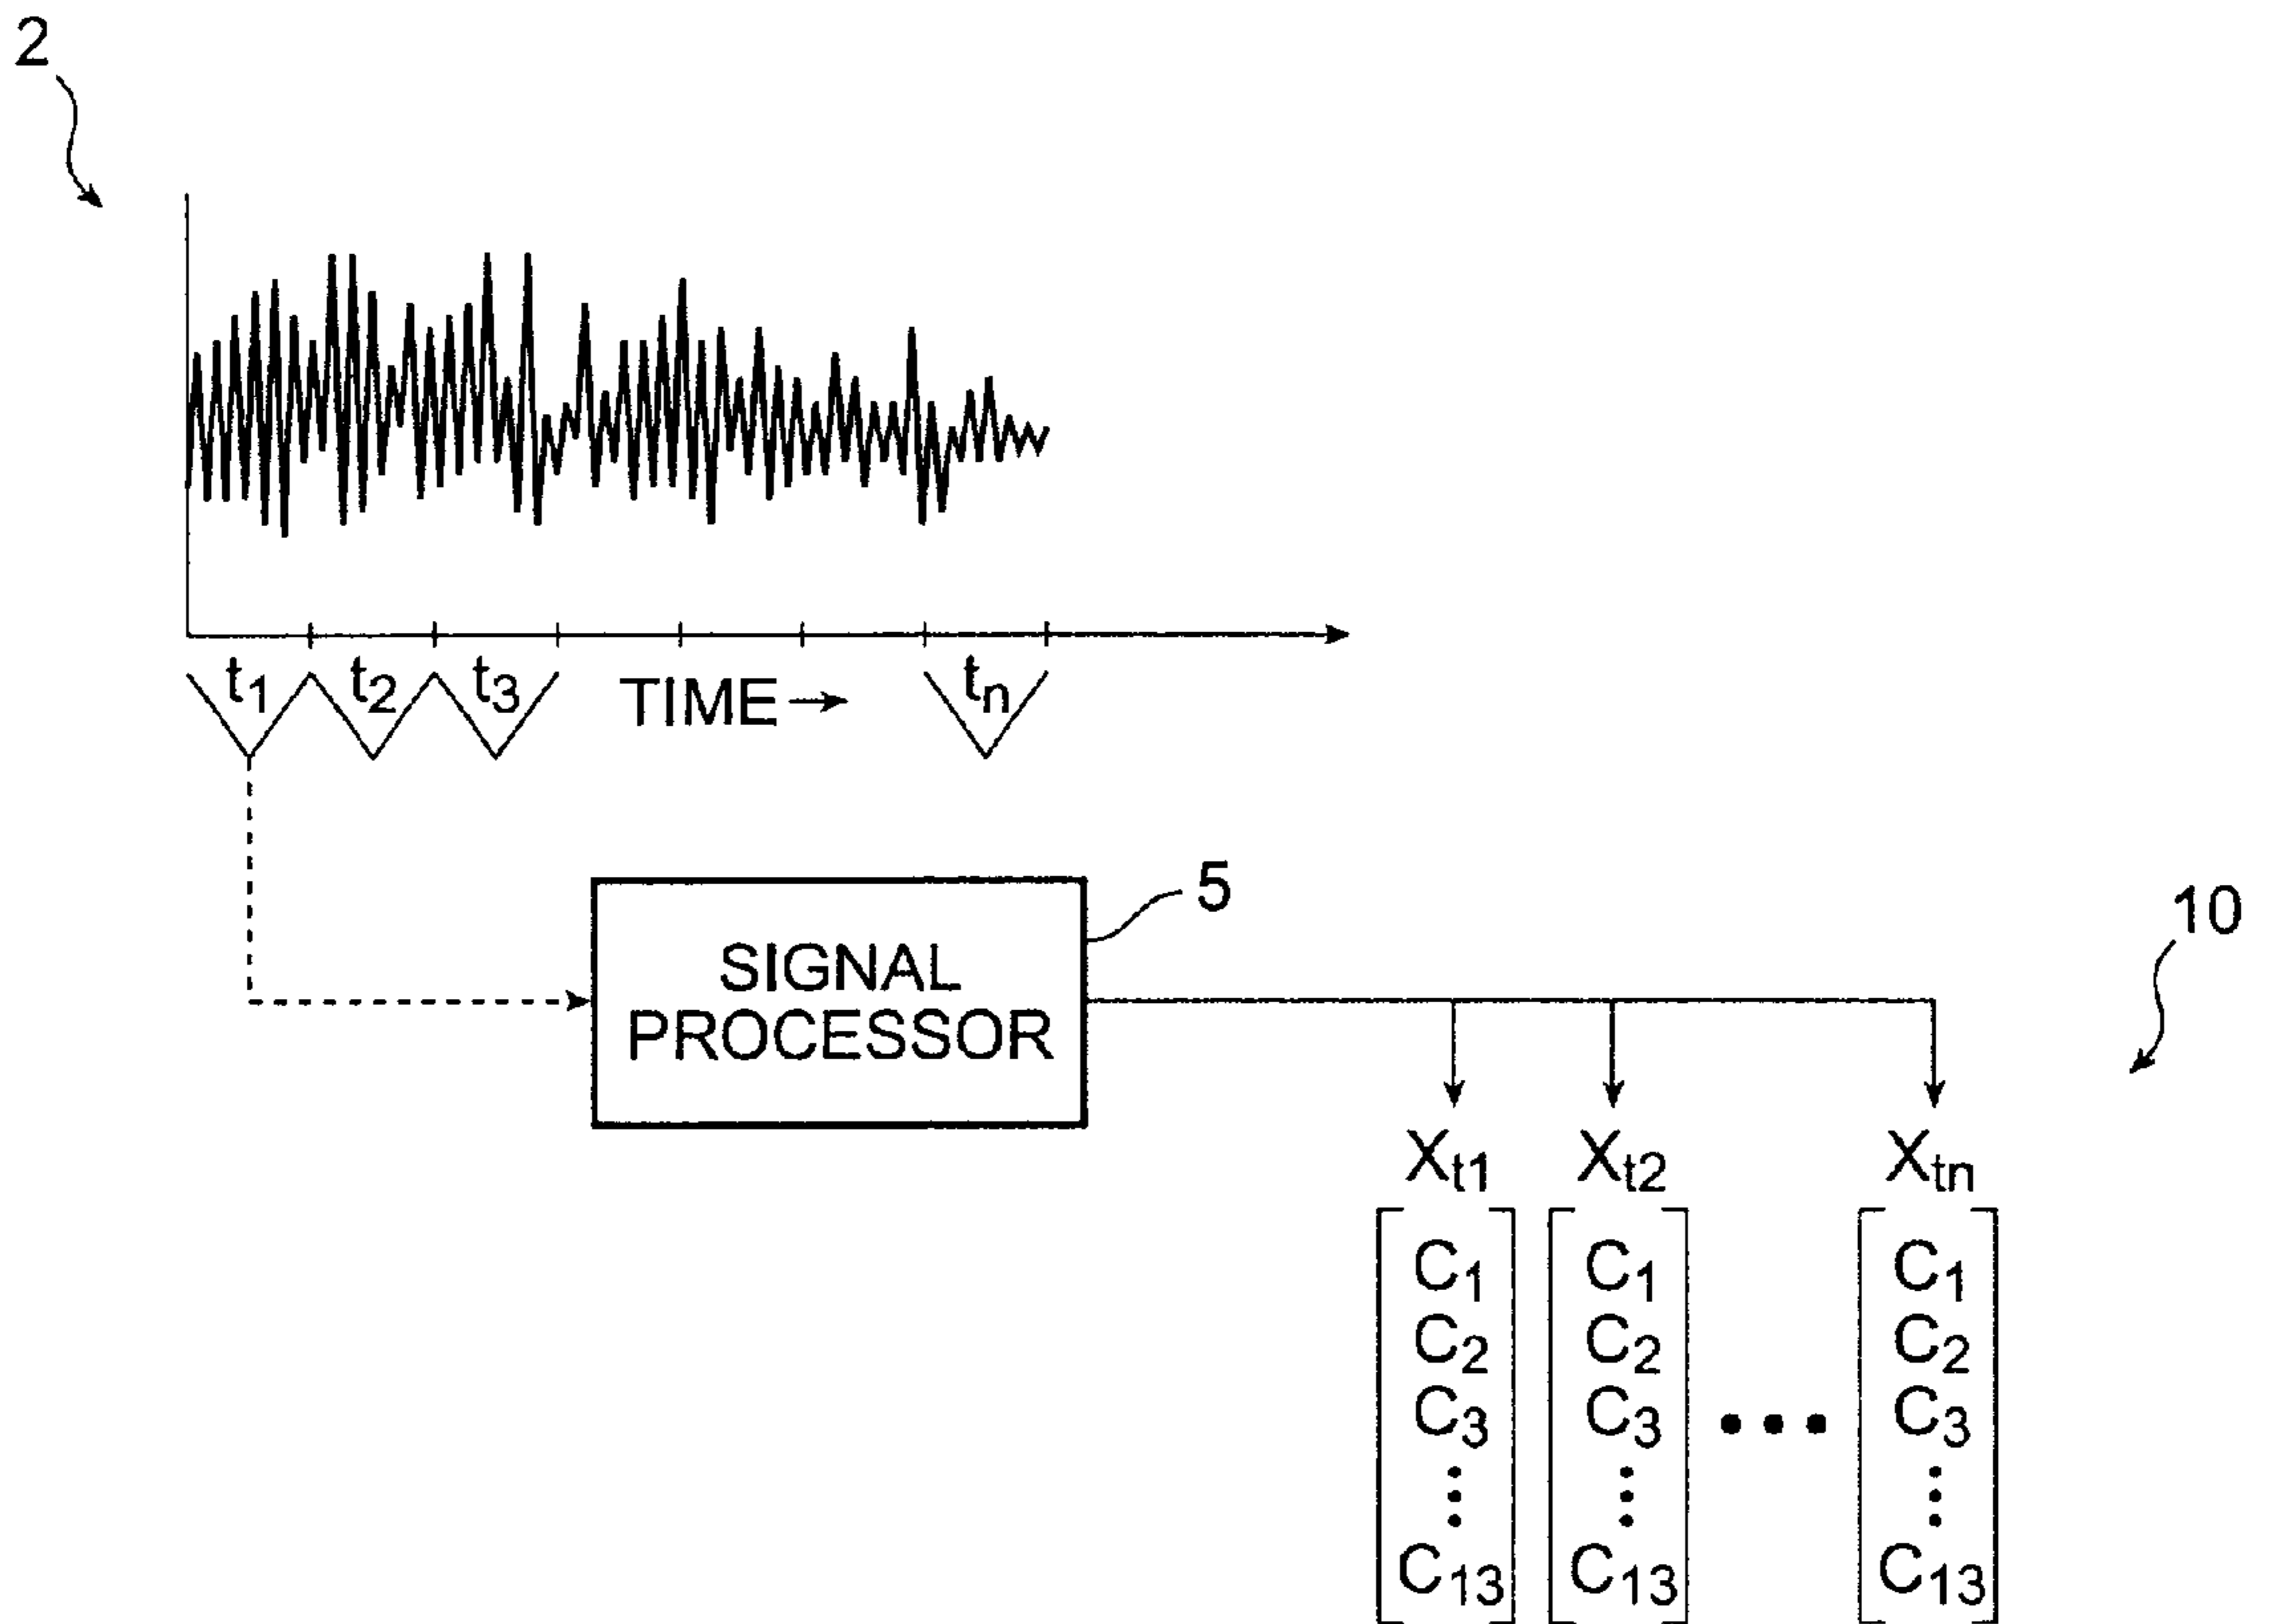 2
t1 t2 t3 TIME → tn
5
SIGNAL
PROCESSOR
10
Xt1 Xt2 Xtn
C1 C1 C1
C2 C2 C2
C3 C3 ••• C3
C13 C13 C13